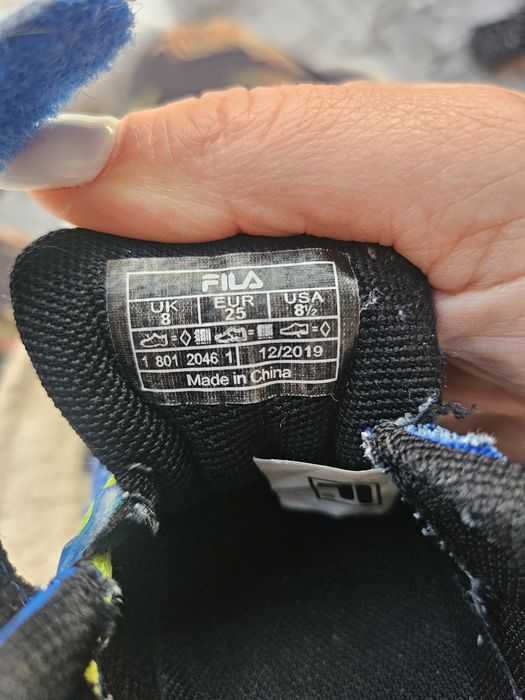 FILA
UK EUR USA
8 25 8½
1 801 2046 1 12/2019
Made in China